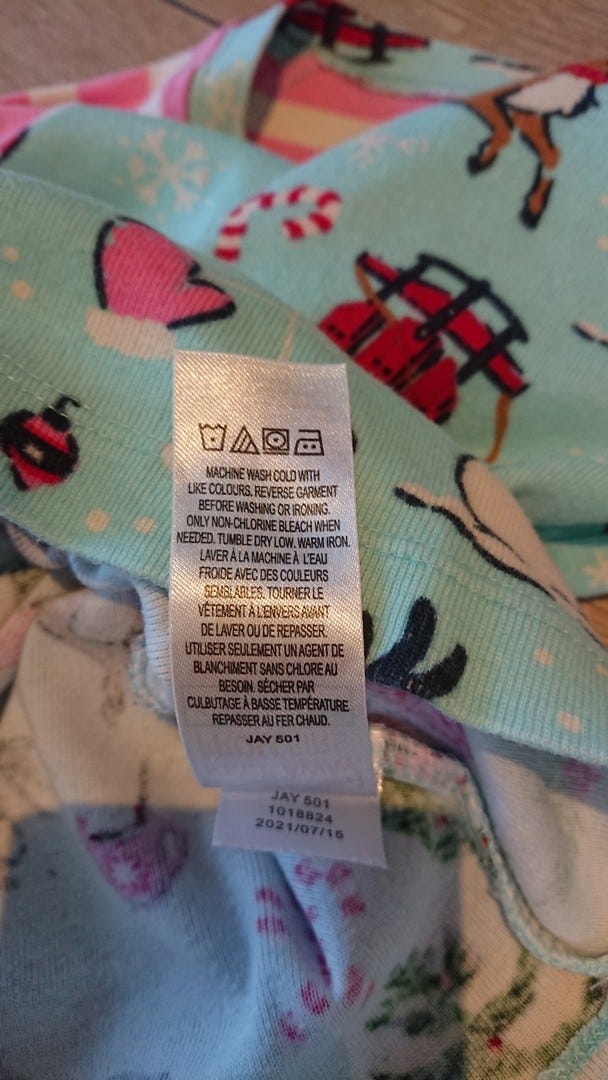 MACHINE WASH COLD WITH
LIKE COLOURS. REVERSE GARMENT
BEFORE WASHING OR IRONING.
ONLY NON-CHLORINE BLEACH WHEN
NEEDED. TUMBLE DRY LOW. WARM IRON.
LAVER À LA MACHINE À L'EAU
FROIDE AVEC DES COULEURS
SEMBLABLES. TOURNER LE
VÊTEMENT À L'ENVERS AVANT
DE LAVER OU DE REPASSER.
UTILISER SEULEMENT UN AGENT DE
BLANCHIMENT SANS CHLORE AU
BESOIN. SÉCHER PAR
CULBUTAGE À BASSE TEMPÉRATURE.
REPASSER AU FER CHAUD.
JAY 501
JAY 501
1018824
2021/07/15